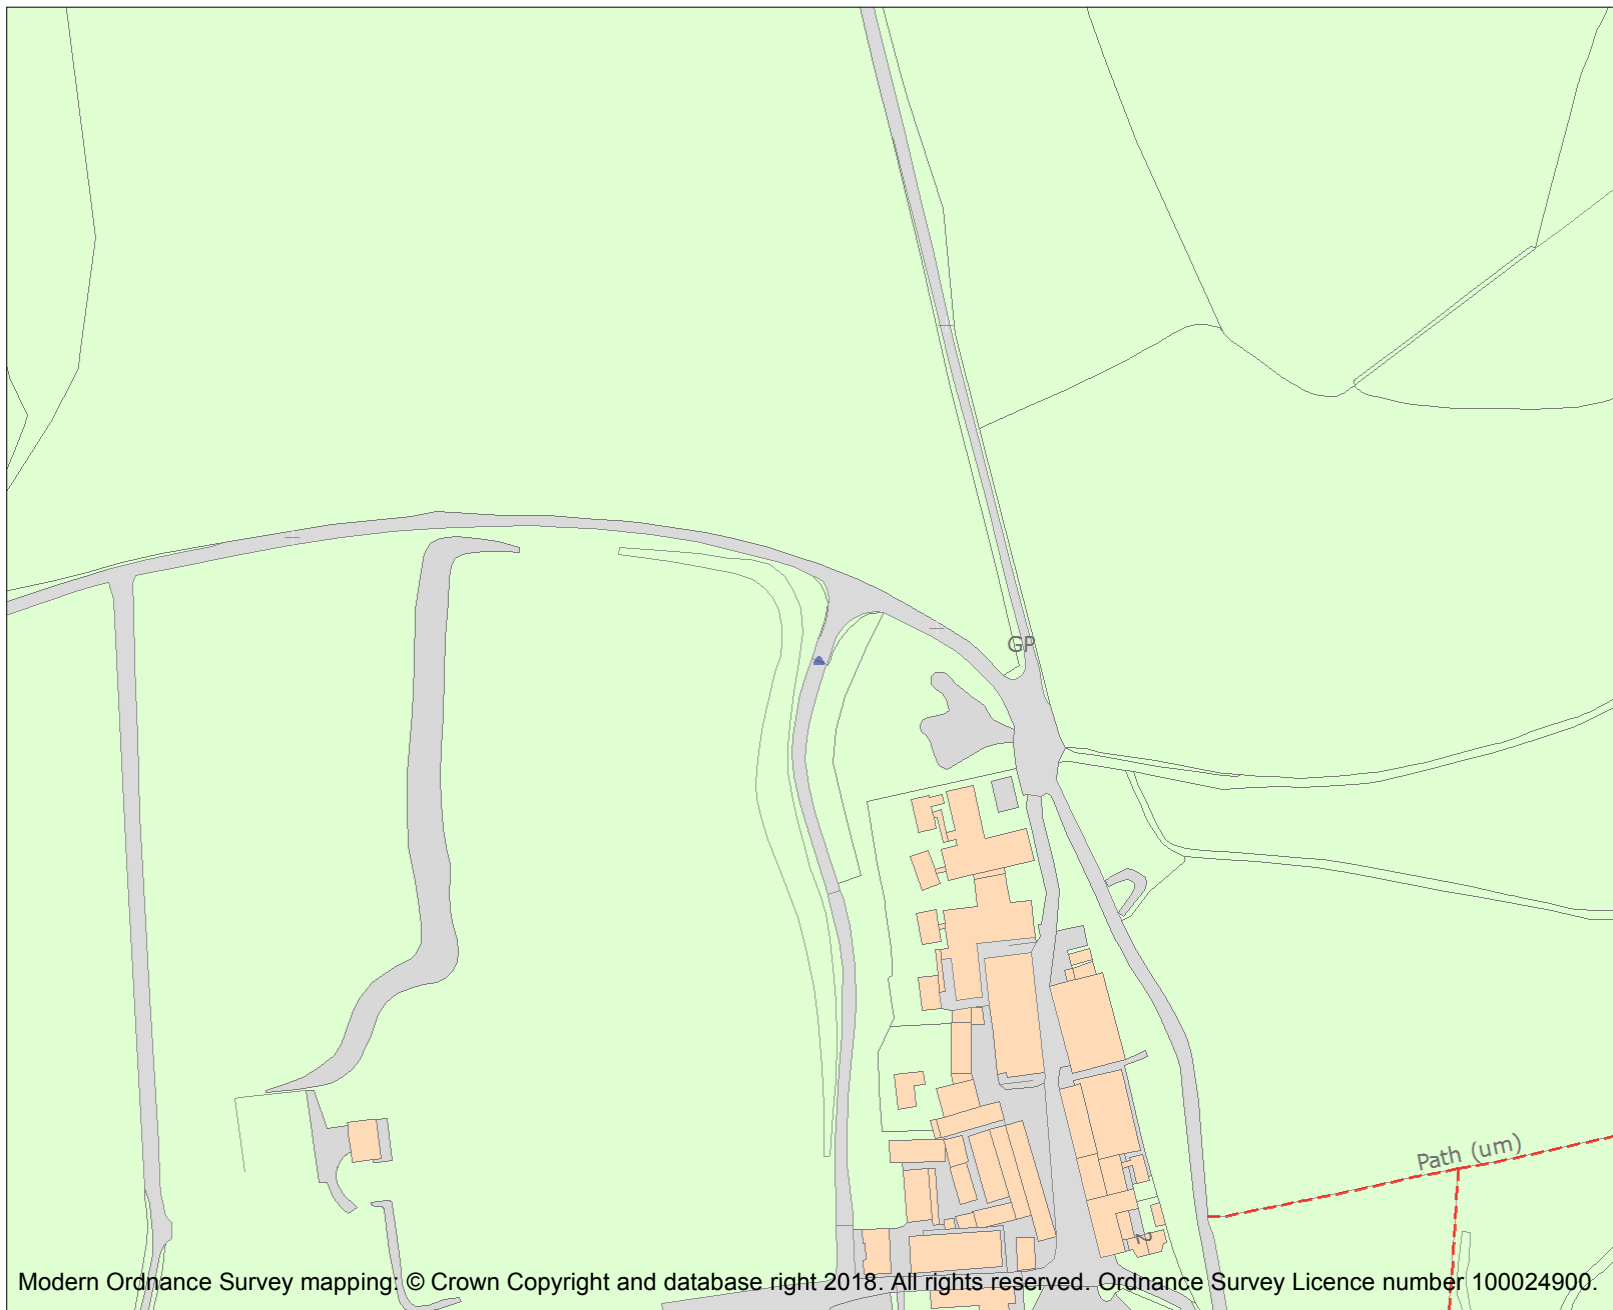 GP
Path (um)
2
Modern Ordnance Survey mapping: © Crown Copyright and database right 2018. All rights reserved. Ordnance Survey Licence number 100024900.